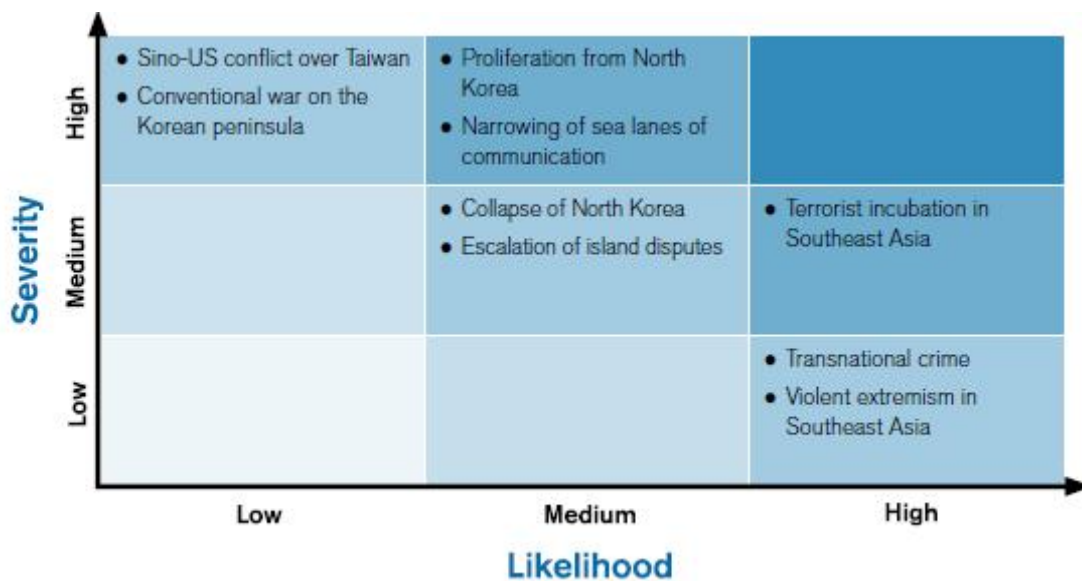 High
● Sino-US conflict over Taiwan
● Conventional war on the
Korean peninsula
● Proliferation from North
Korea
● Narrowing of sea lanes of
communication
Severity
Medium
● Collapse of North Korea
● Escalation of island disputes
● Terrorist incubation in
Southeast Asia
Low
● Transnational crime
● Violent extremism in
Southeast Asia
Low
Medium
High
Likelihood